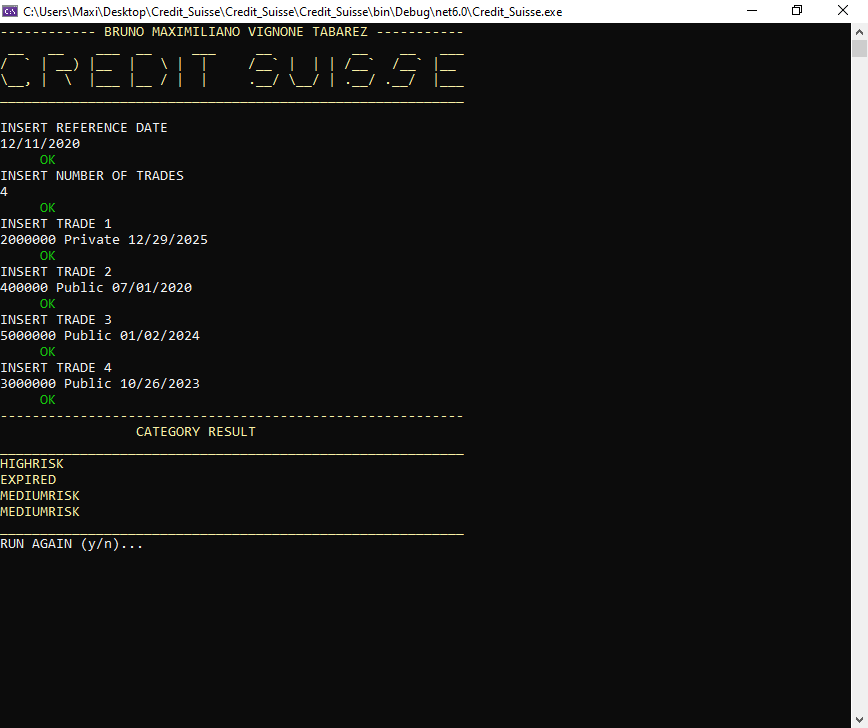 C:\Users\Maxi\Desktop\Credit_Suisse\Credit_Suisse\Credit_Suisse\bin\Debug\net6.0\Credit_Suisse.exe
------------ BRUNO MAXIMILIANO VIGNONE TABAREZ -----------
CREDIT SUISSE
INSERT REFERENCE DATE
12/11/2020
OK
INSERT NUMBER OF TRADES
4
OK
INSERT TRADE 1
2000000 Private 12/29/2025
OK
INSERT TRADE 2
400000 Public 07/01/2020
OK
INSERT TRADE 3
5000000 Public 01/02/2024
OK
INSERT TRADE 4
3000000 Public 10/26/2023
OK
----------------------------------------------------------
CATEGORY RESULT
__________________________________________________________
HIGHRISK
EXPIRED
MEDIUMRISK
MEDIUMRISK
__________________________________________________________
RUN AGAIN (y/n)...